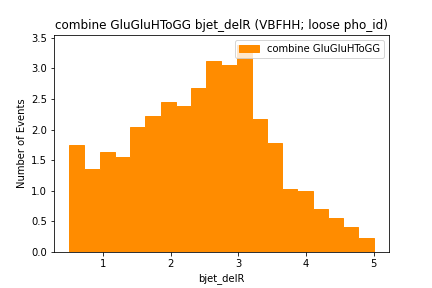 combine GluGluHToGG bjet_delR (VBFHH; loose pho_id)
combine GluGluHToGG
3.5
3.0
2.5
2.0
1.5
1.0
0.5
0.0
Number of Events
1 2 3 4 5
bjet_delR